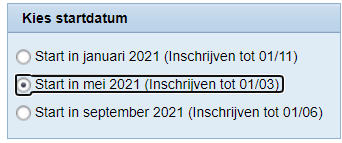 Kies startdatum
Start in januari 2021 (Inschrijven tot 01/11)
Start in mei 2021 (Inschrijven tot 01/03)
Start in september 2021 (Inschrijven tot 01/06)